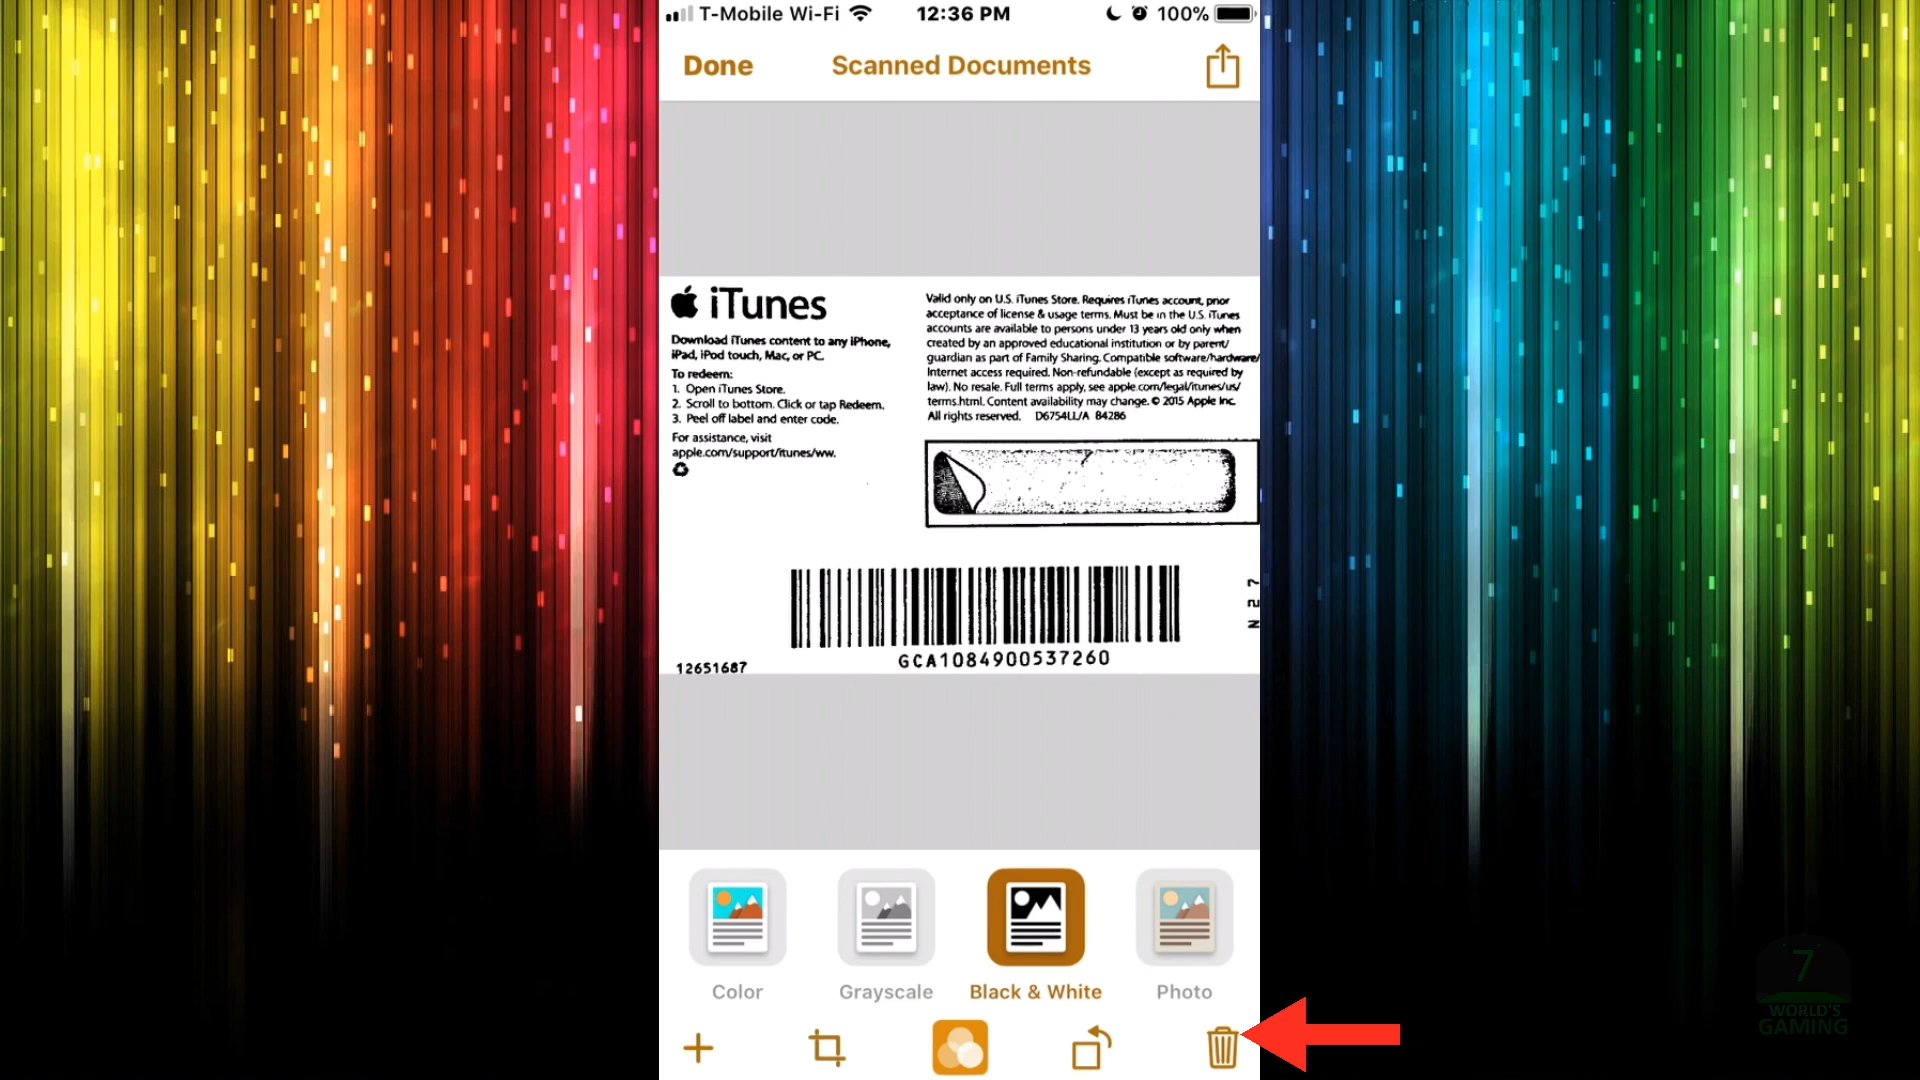 T-Mobile Wi-Fi 12:36 PM 100%
Done Scanned Documents
iTunes
Download iTunes content to any iPhone,
iPad, iPod touch, Mac, or PC.
To redeem:
1. Open iTunes Store.
2. Scroll to bottom. Click or tap Redeem.
3. Peel off label and enter code.
For assistance, visit
apple.com/support/itunes/ww.
Valid only on U.S. iTunes Store. Requires iTunes account, prior
acceptance of license & usage terms. Must be in the U.S. iTunes
accounts are available to persons under 13 years old only when
created by an approved educational institution or by parent/
guardian as part of Family Sharing. Compatible software/hardware/
Internet access required. Non-refundable (except as required by
law). No resale. Full terms apply, see apple.com/legal/itunes/us/
terms.html. Content availability may change. © 2015 Apple Inc.
All rights reserved. D6754LL/A 84286
N27
GCA1084900537260
12651687
Color Grayscale Black & White Photo
7
WORLD'S
GAMING